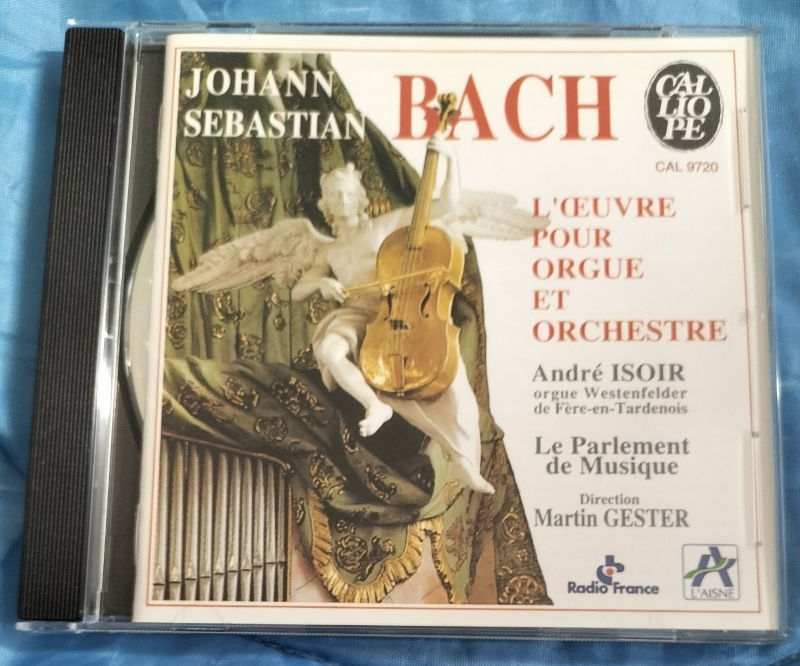 JOHANN
SEBASTIAN
BACH
CAL
LIO
PE
CAL 9720
L'ŒUVRE
POUR
ORGUE
ET
ORCHESTRE
André ISOIR
orgue Westenfelder
de Fère-en-Tardenois
Le Parlement
de Musique
Direction
Martin GESTER
Radio France
L'AISNE